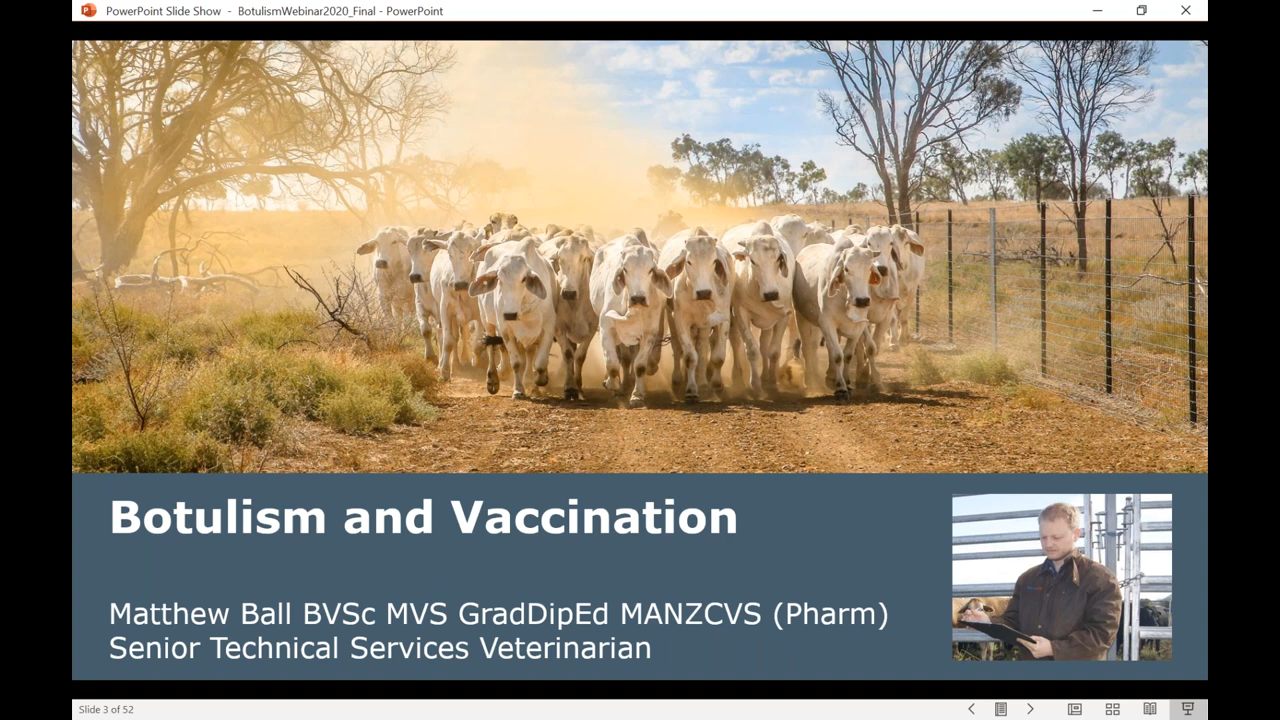 PowerPoint Slide Show - BotulismWebinar2020_Final - PowerPoint
Botulism and Vaccination
Matthew Ball BVSc MVS GradDipEd MANZCVS (Pharm)
Senior Technical Services Veterinarian
Slide 3 of 52